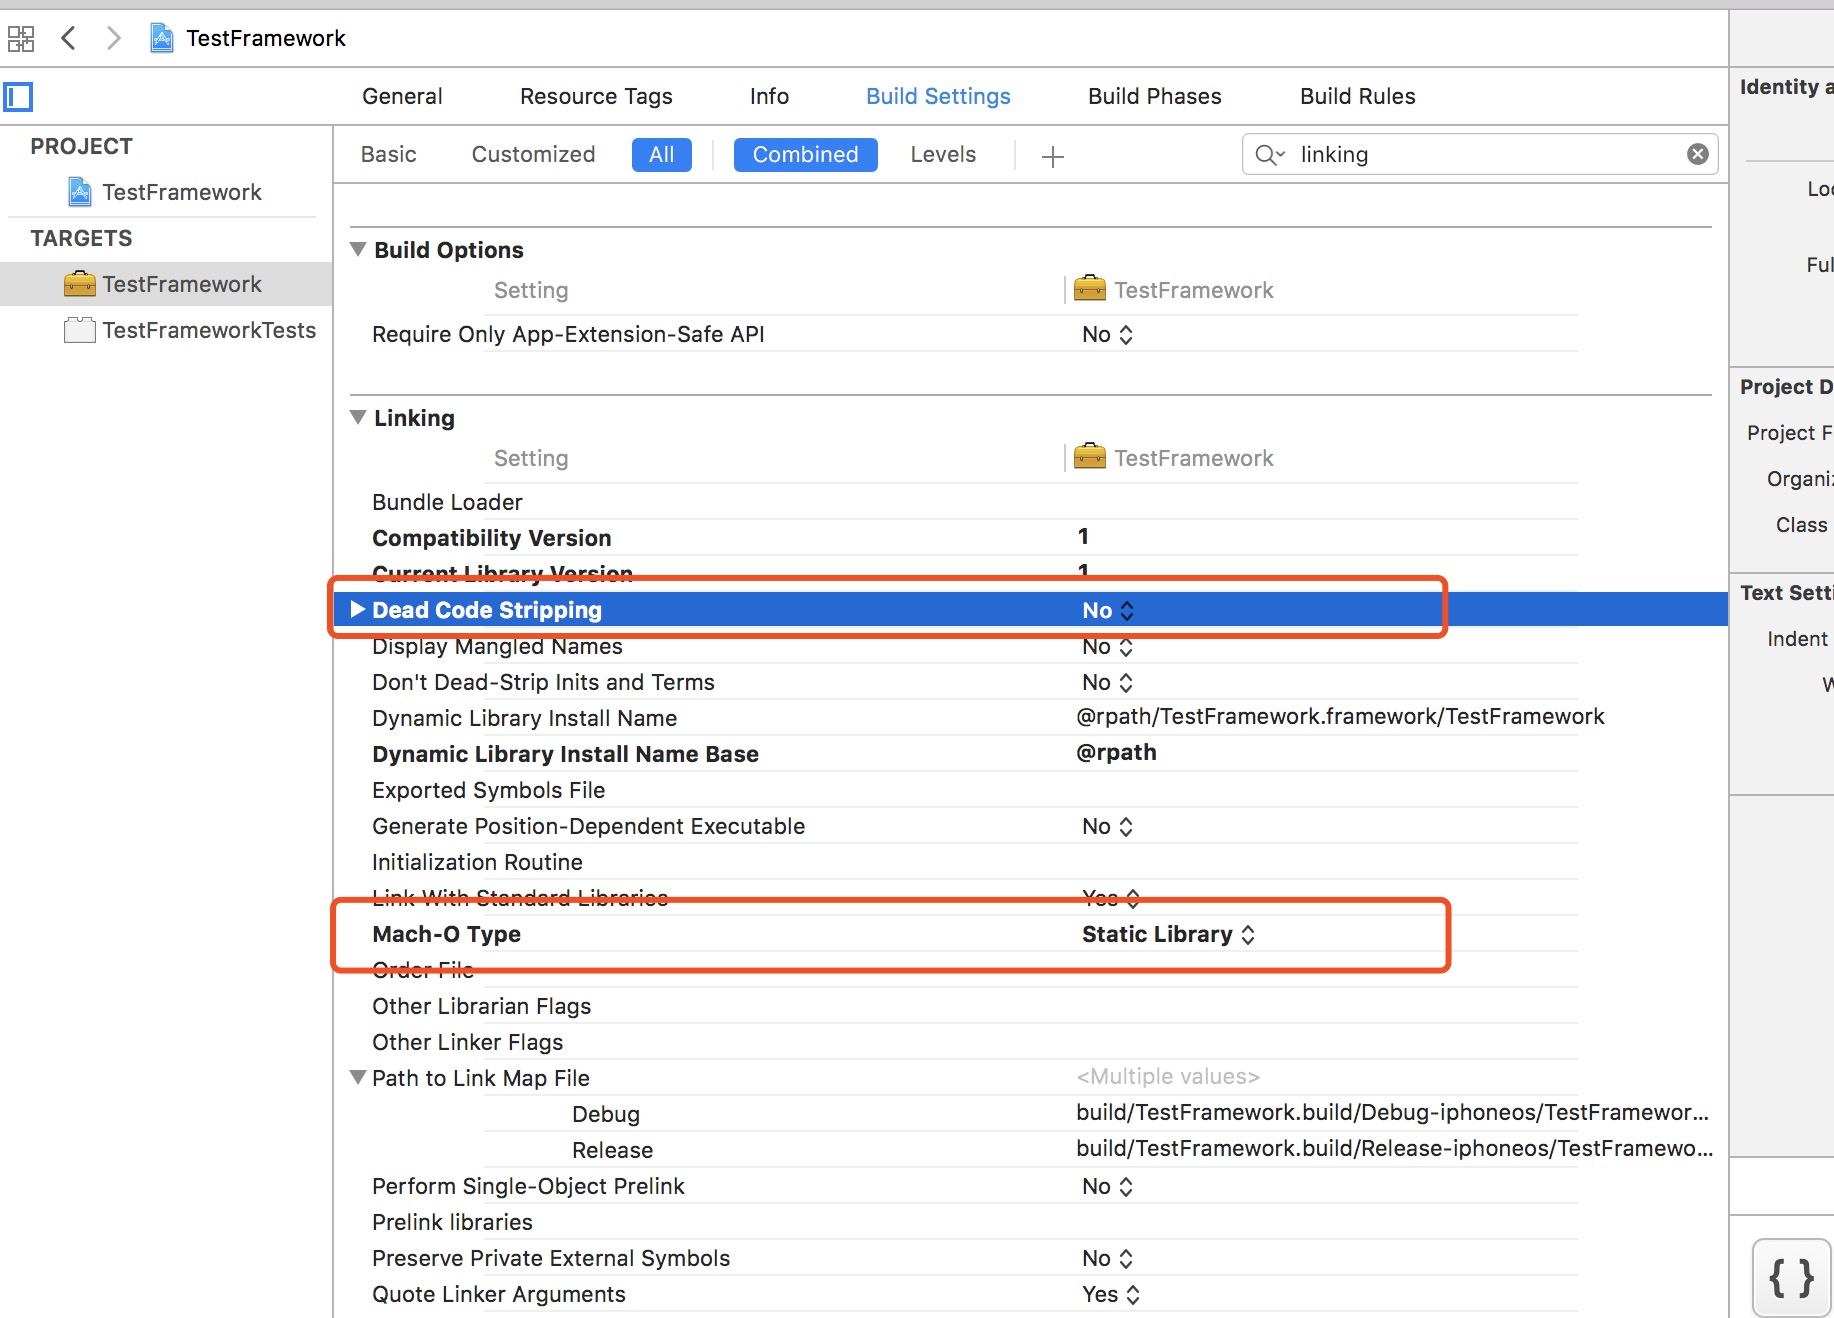 TestFramework
General Resource Tags Info Build Settings Build Phases Build Rules
Basic Customized All Combined Levels linking
PROJECT
TestFramework
TARGETS
TestFramework
TestFrameworkTests
Build Options
Setting TestFramework
Require Only App-Extension-Safe API No
Linking
Setting TestFramework
Bundle Loader
Compatibility Version 1
Current Library Version 1
Dead Code Stripping No
Display Mangled Names No
Don't Dead-Strip Inits and Terms No
Dynamic Library Install Name @rpath/TestFramework.framework/TestFramework
Dynamic Library Install Name Base @rpath
Exported Symbols File
Generate Position-Dependent Executable No
Initialization Routine
Link With Standard Libraries Yes
Mach-O Type Static Library
Order File
Other Librarian Flags
Other Linker Flags
Path to Link Map File <Multiple values>
Debug build/TestFramework.build/Debug-iphoneos/TestFramewor...
Release build/TestFramework.build/Release-iphoneos/TestFramewo...
Perform Single-Object Prelink No
Prelink libraries
Preserve Private External Symbols No
Quote Linker Arguments Yes
Identity a
Loc
Ful
Project D
Project F
Organiz
Class
Text Setti
Indent
W
{ }